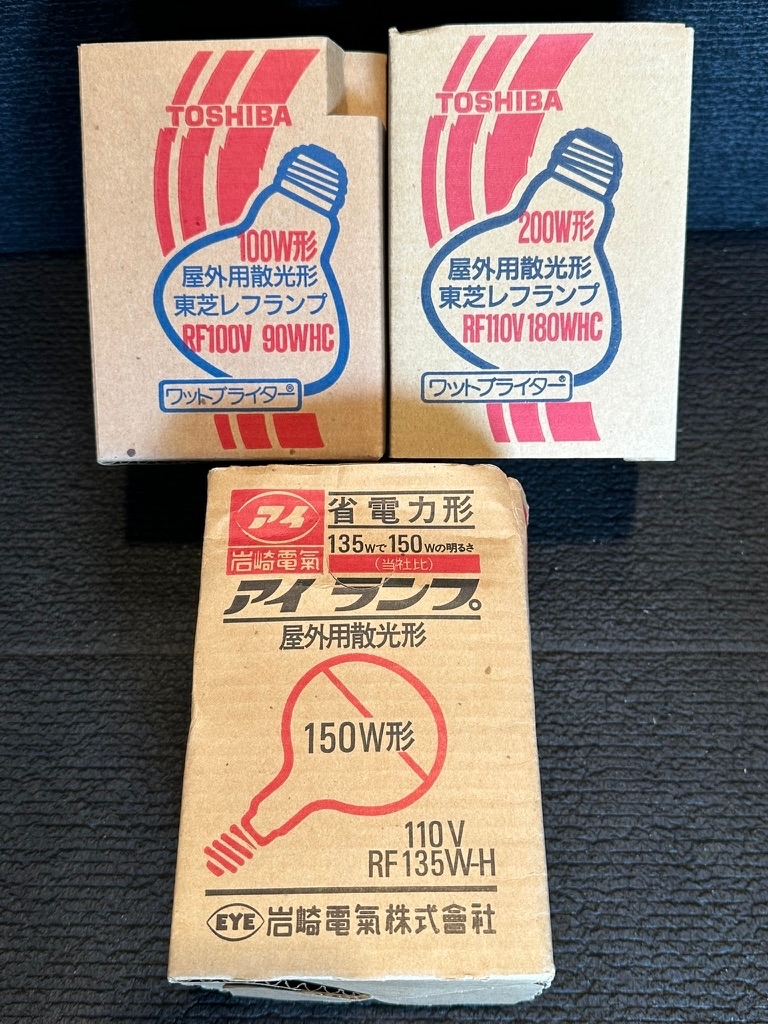 TOSHIBA
100W形
屋外用散光形
東芝レフランプ
RF100V 90WHC
ワットブライター®
TOSHIBA
200W形
屋外用散光形
東芝レフランプ
RF110V 180WHC
ワットブライター®
アイ
岩崎電氣
省電力形
135Wで150Wの明るさ
(当社比)
アイ ランプ。
屋外用散光形
150W形
110V
RF135W-H
EYE 岩崎電氣株式會社